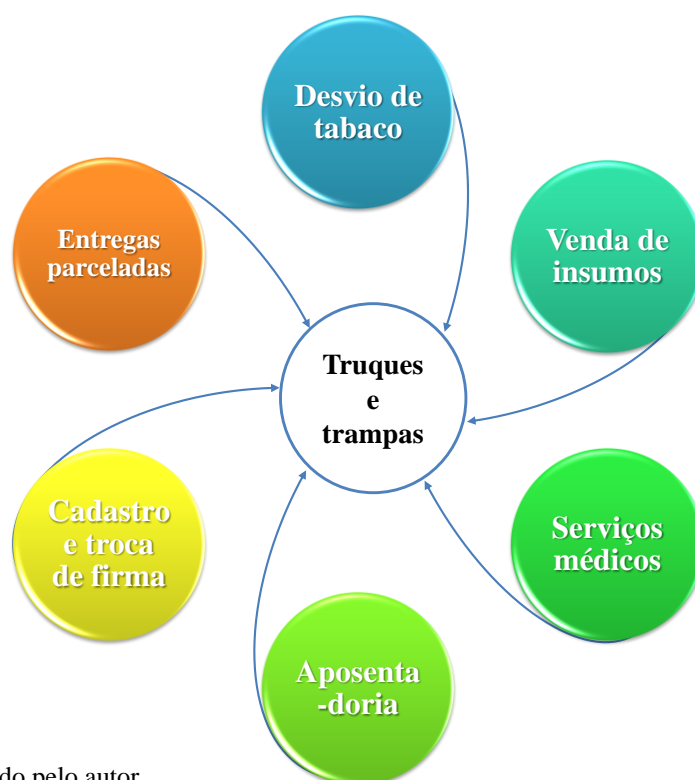 Desvio de
tabaco
Entregas
parceladas
Venda de
insumos
Truques
e
trampas
Cadastro
e troca
de firma
Serviços
médicos
Aposenta
-doria
do pelo autor